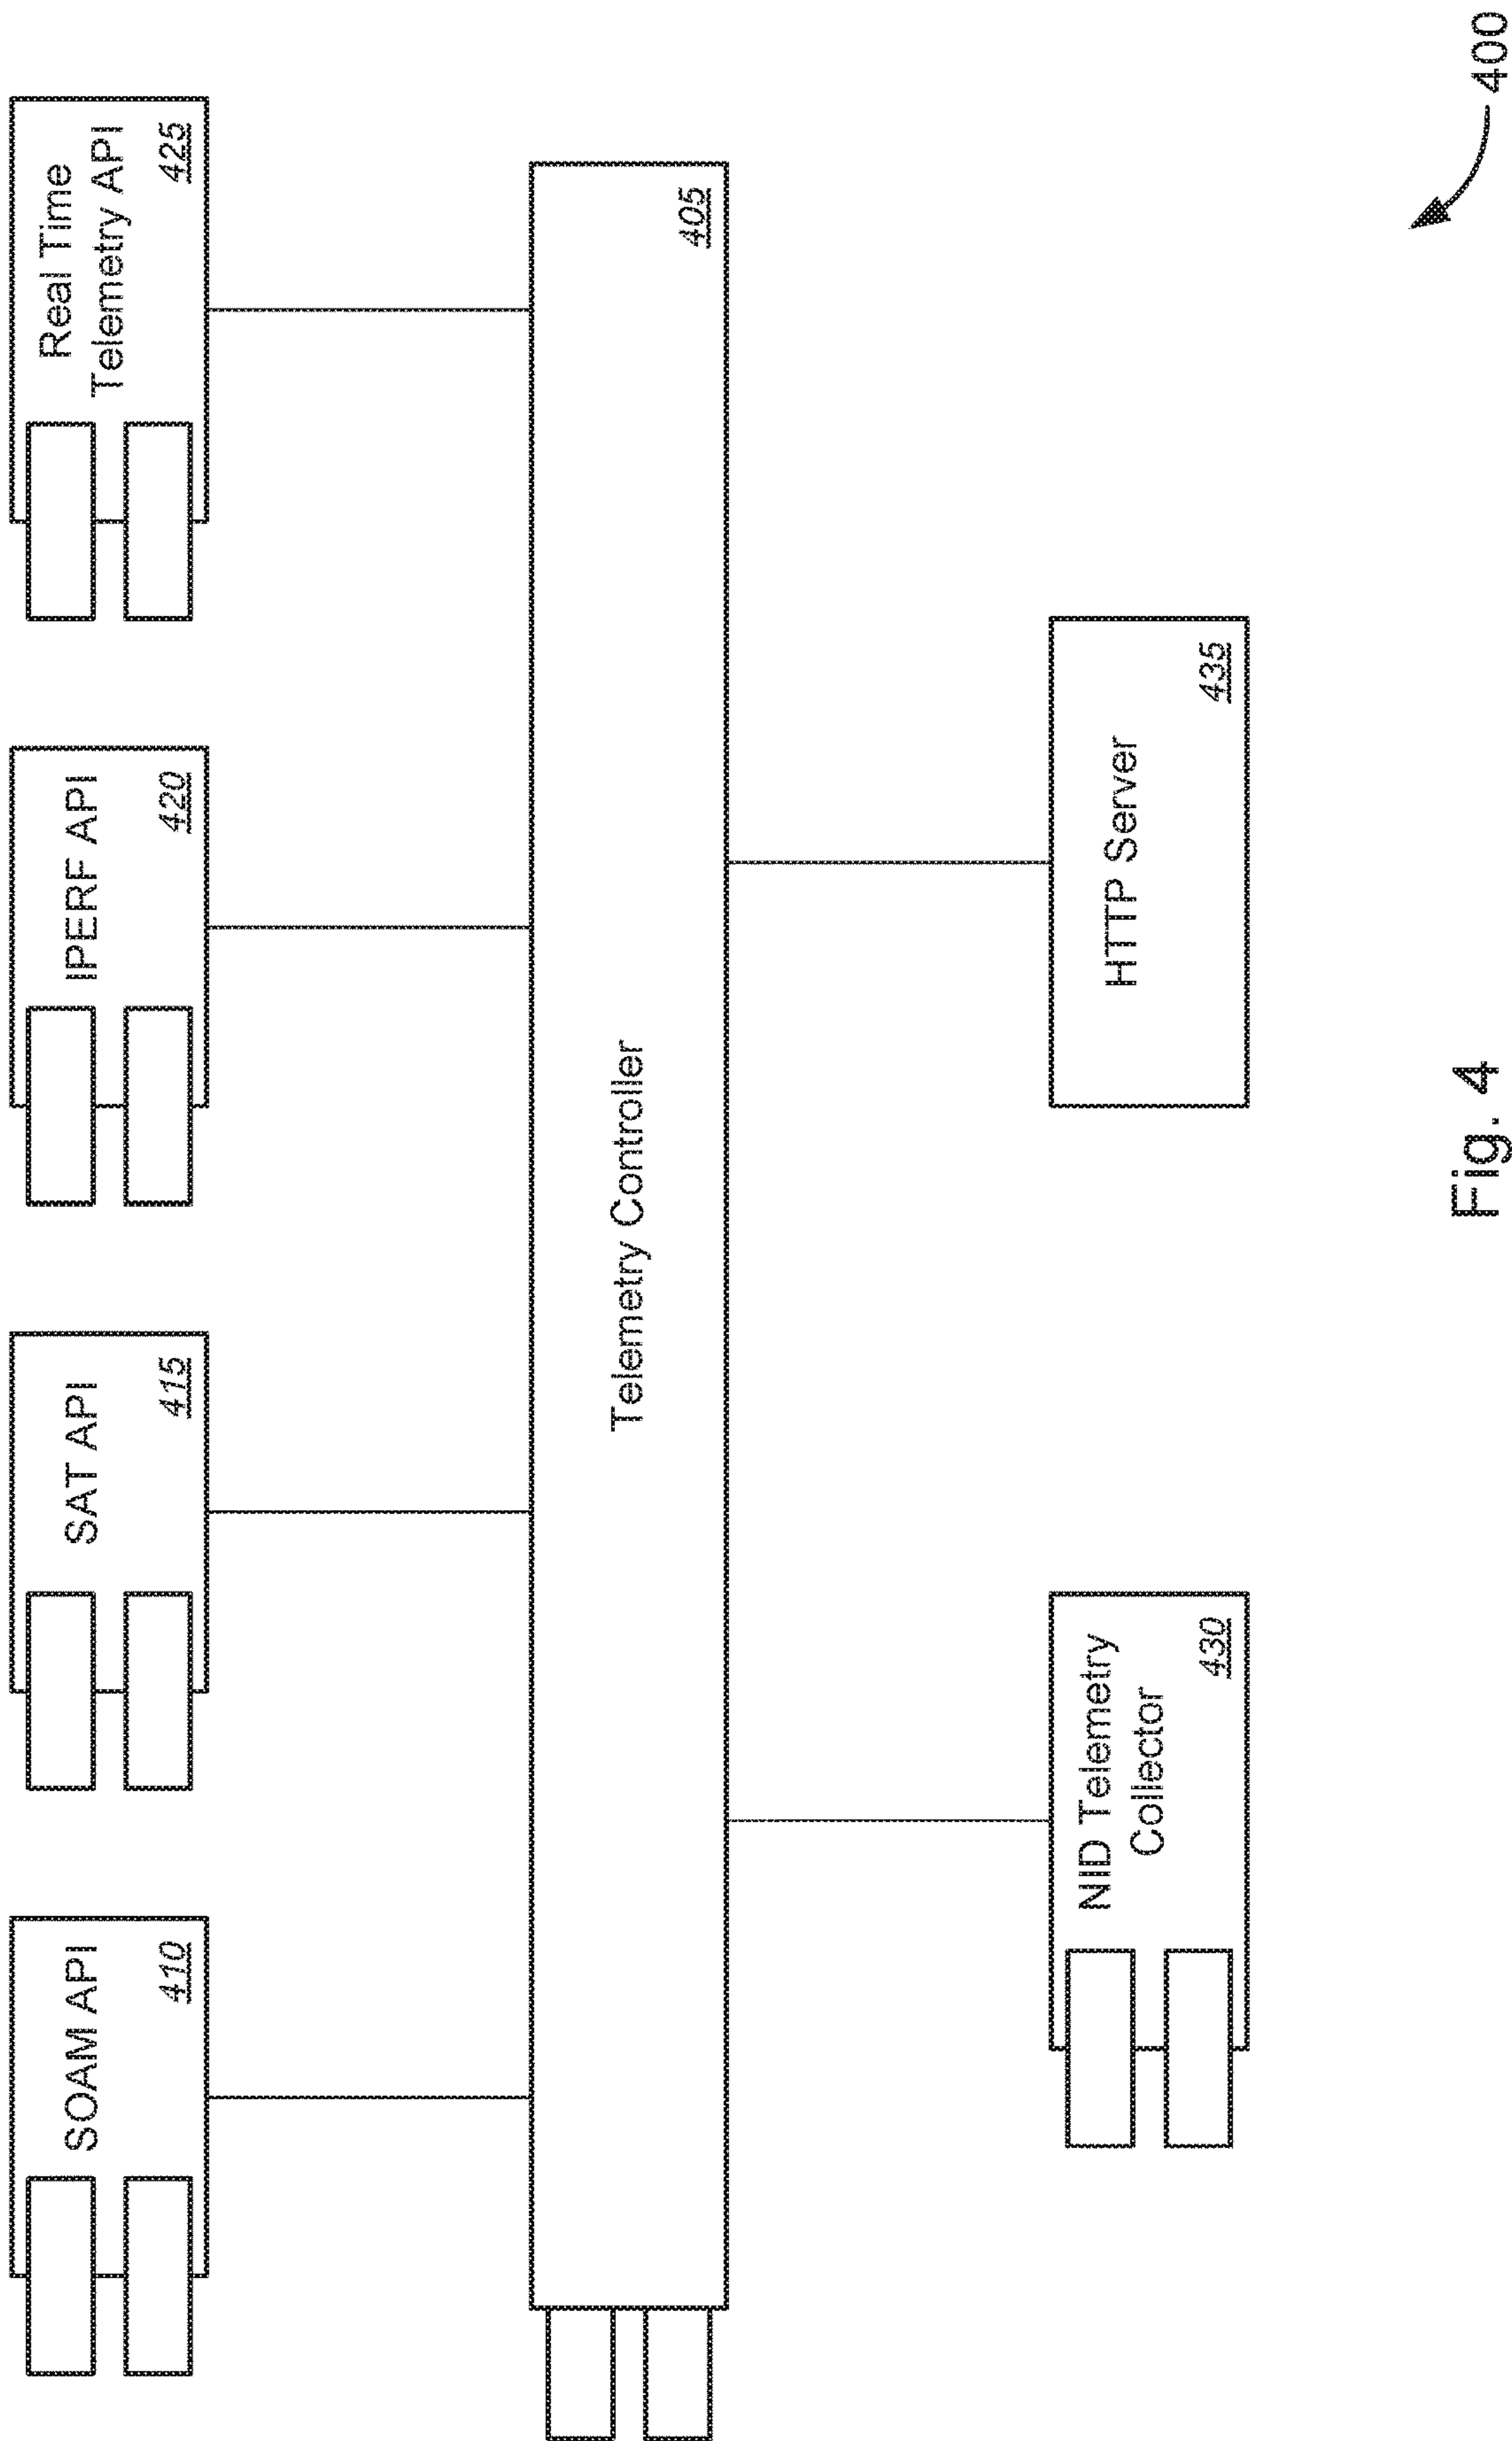 SOAM API
410
SAT API
415
IPERF API
420
Real Time
Telemetry API
425
Telemetry Controller
405
NID Telemetry
Collector
430
HTTP Server
435
Fig. 4
400